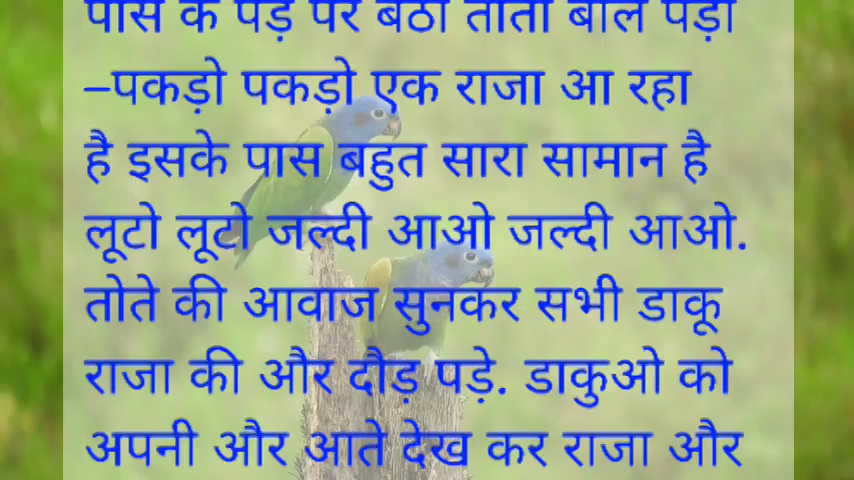 पास के पेड़ पर बैठा तोता बोल पड़ा
–पकड़ो पकड़ो एक राजा आ रहा
है इसके पास बहुत सारा सामान है
लूटो लूटो जल्दी आओ जल्दी आओ.
तोते की आवाज सुनकर सभी डाकू
राजा की और दौड़ पड़े. डाकुओ को
अपनी और आते देख कर राजा और